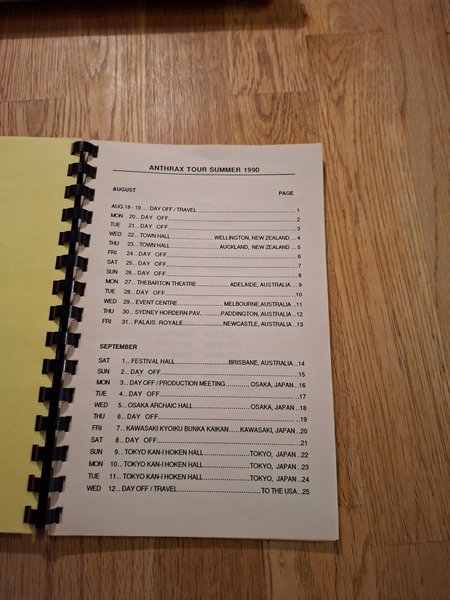 ANTHRAX TOUR SUMMER 1990
AUGUST PAGE
AUG 18 - 19 ....DAY OFF / TRAVEL..........1
MON 20.. DAY OFF..........2
TUE 21.. DAY OFF..........3
WED 22.. TOWN HALL..........WELLINGTON, NEW ZEALAND ...4
THU 23.. TOWN HALL..........AUCKLAND, NEW ZEALAND ...5
FRI 24.. DAY OFF..........6
SAT 25.. DAY OFF..........7
SUN 26.. DAY OFF..........8
MON 27.. THEBARTON THEATRE..........ADELAIDE, AUSTRALIA ...9
TUE 28.. DAY OFF..........10
WED 29.. EVENT CENTRE..........MELBOURNE, AUSTRALIA ..11
THU 30.. SYDNEY HORDERN PAV...........PADDINGTON, AUSTRALIA ..12
FRI 31.. PALAIS ROYALE..........NEWCASTLE, AUSTRALIA ..13
SEPTEMBER
SAT 1... FESTIVAL HALL..........BRISBANE, AUSTRALIA ..14
SUN 2... DAY OFF..........15
MON 3... DAY OFF / PRODUCTION MEETING..........OSAKA, JAPAN ..16
TUE 4... DAY OFF..........17
WED 5... OSAKA ARCHAIC HALL..........OSAKA, JAPAN ..18
THU 6... DAY OFF..........19
FRI 7... KAWASAKI KYOIKU BUNKA KAIKAN.....KAWASAKI, JAPAN ..20
SAT 8... DAY OFF..........21
SUN 9... TOKYO KAN-I HOKEN HALL..........TOKYO, JAPAN ..22
MON 10... TOKYO KAN-I HOKEN HALL..........TOKYO, JAPAN ..23
TUE 11... TOKYO KAN-I HOKEN HALL..........TOKYO, JAPAN ..24
WED 12... DAY OFF / TRAVEL..........TO THE USA ..25